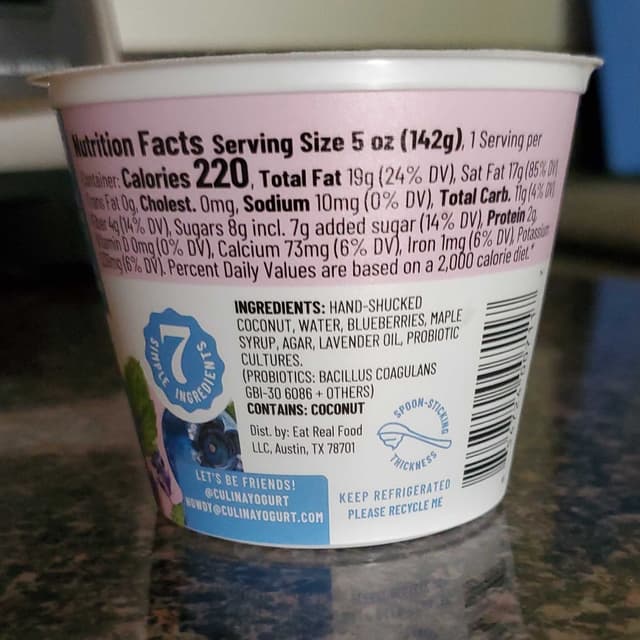 Nutrition Facts Serving Size 5 oz (142g), 1 Serving per
container: Calories 220, Total Fat 19g (24% DV), Sat Fat 17g (85% DV)
Trans Fat 0g, Cholest. 0mg, Sodium 10mg (0% DV), Total Carb. 11g (4% DV)
Fiber 4g (14% DV), Sugars 8g incl. 7g added sugar (14% DV), Protein 2g,
Vitamin D 0mg (0% DV), Calcium 73mg (6% DV), Iron 1mg (6% DV), Potassium
(6% DV). Percent Daily Values are based on a 2,000 calorie diet.*
7
SIMPLE INGREDIENTS
INGREDIENTS: HAND-SHUCKED
COCONUT, WATER, BLUEBERRIES, MAPLE
SYRUP, AGAR, LAVENDER OIL, PROBIOTIC
CULTURES.
(PROBIOTICS: BACILLUS COAGULANS
GBI-30 6086 + OTHERS)
CONTAINS: COCONUT
Dist. by: Eat Real Food
LLC, Austin, TX 78701
SPOON-STICKING
THICKNESS
LET'S BE FRIENDS!
@CULINAYOGURT
HOWDY@CULINAYOGURT.COM
KEEP REFRIGERATED
PLEASE RECYCLE ME